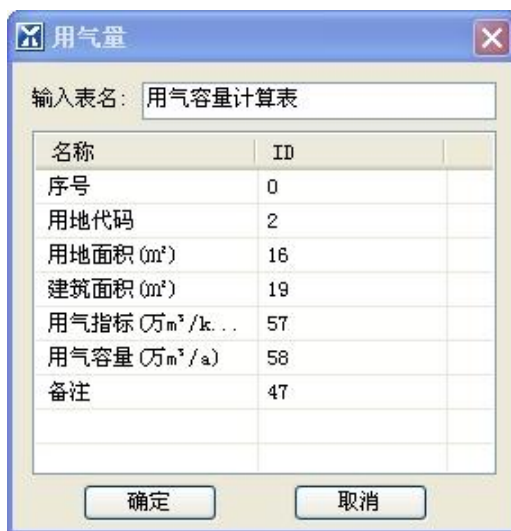 用气量
输入表名: 用气容量计算表
名称 ID
序号 0
用地代码 2
用地面积(m²) 16
建筑面积(m²) 19
用气指标(万m³/k... 57
用气容量(万m³/a) 58
备注 47
确定 取消